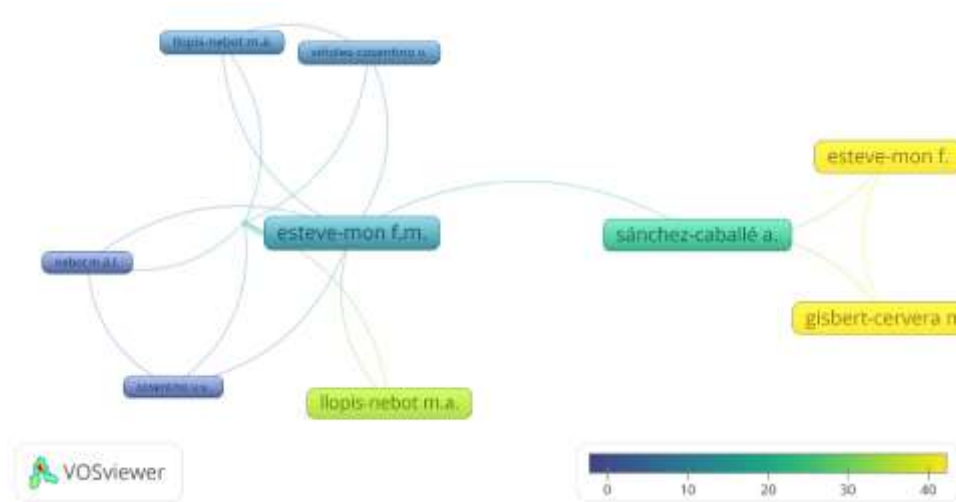 llopis-nebot m.á.
esteve-mon f.
esteve-mon f.m.
sánchez-caballé a.
gisbert-cervera m
llopis-nebot m.a.
VOSviewer
0 10 20 30 40